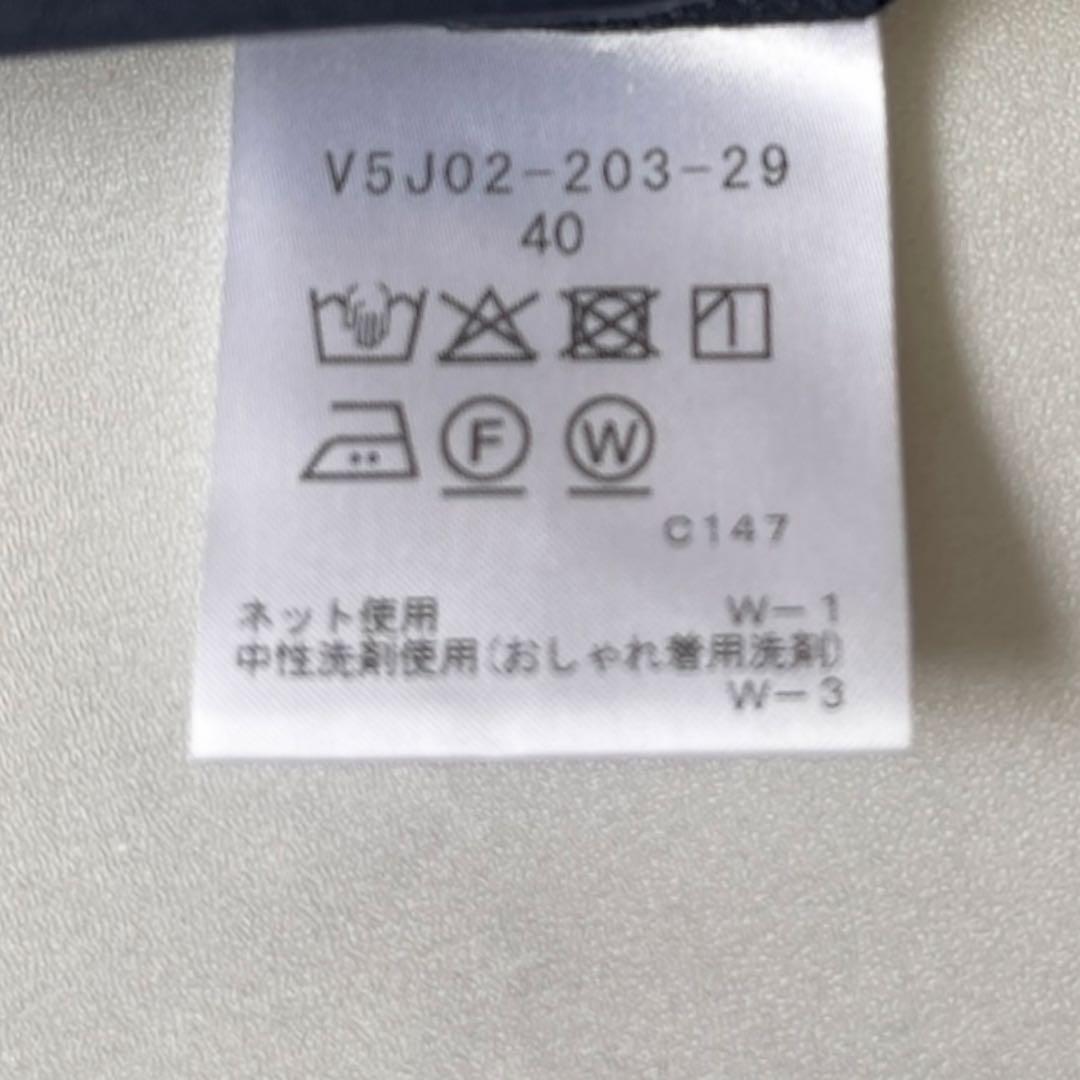 V5J02-203-29
40
F W
C147
ネット使用 W-1
中性洗剤使用(おしゃれ着用洗剤)
W-3